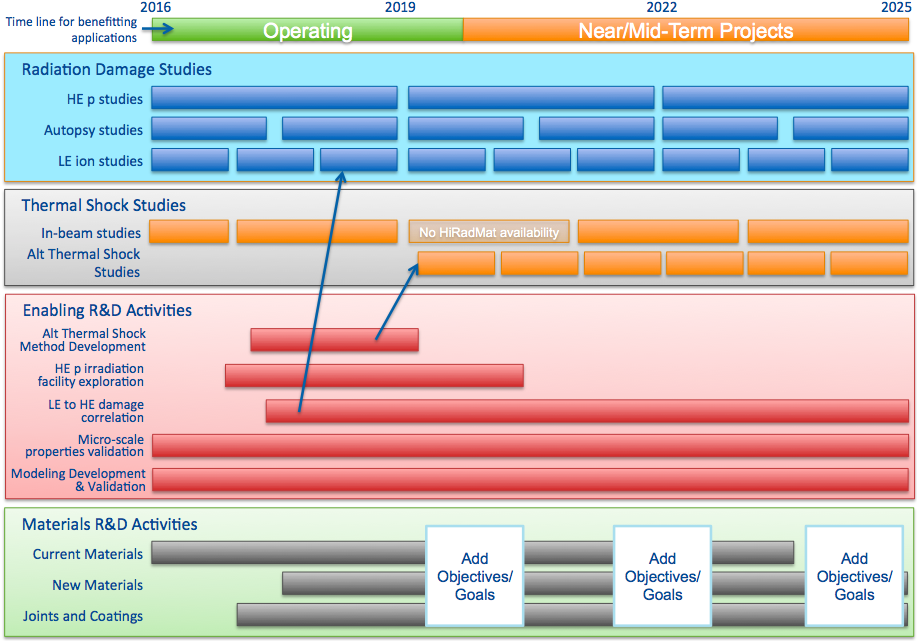 2016
2019
2022
2025
Time line for benefitting
applications
Operating
Near/Mid-Term Projects
Radiation Damage Studies
HE p studies
Autopsy studies
LE ion studies
Thermal Shock Studies
In-beam studies
No HiRadMat availability
Alt Thermal Shock
Studies
Enabling R&D Activities
Alt Thermal Shock
Method Development
HE p irradiation
facility exploration
LE to HE damage
correlation
Micro-scale
properties validation
Modeling Development
& Validation
Materials R&D Activities
Current Materials
New Materials
Joints and Coatings
Add
Objectives/
Goals
Add
Objectives/
Goals
Add
Objectives/
Goals